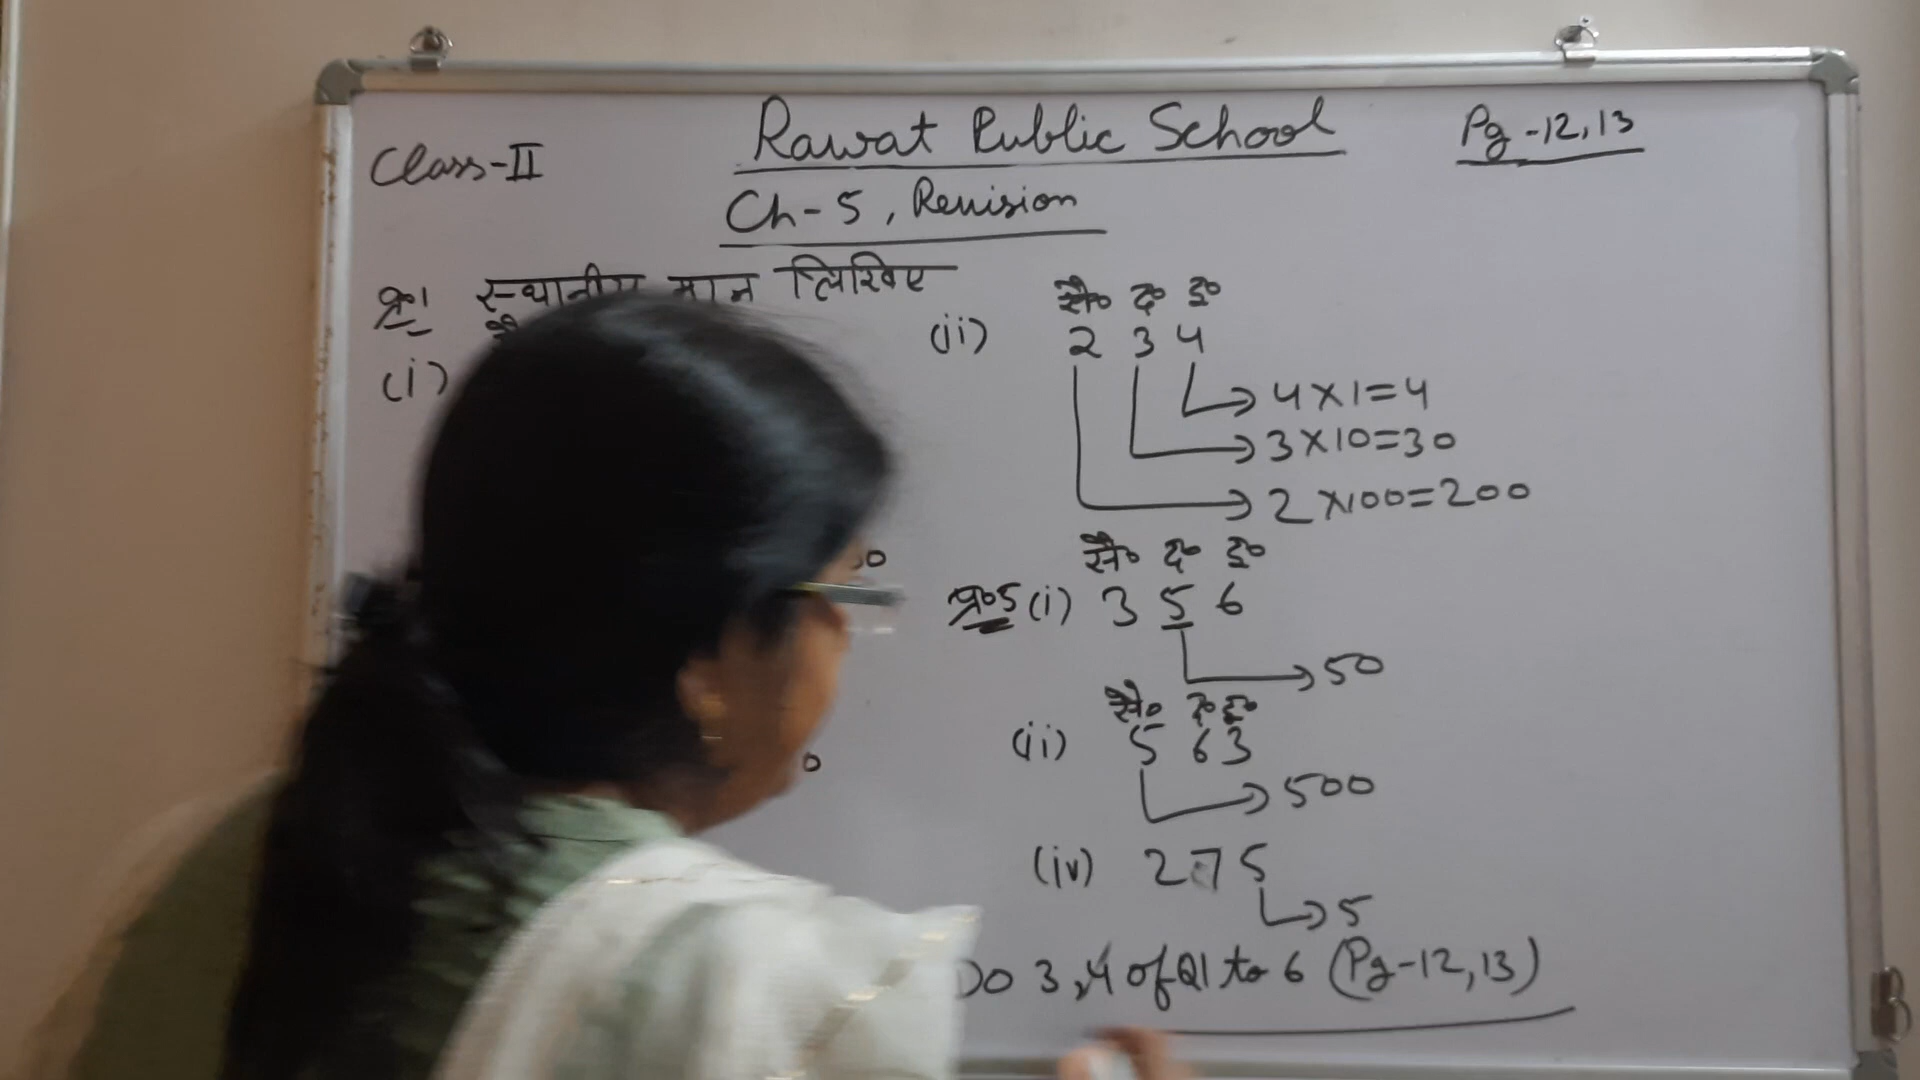 Rawat Public School
Pg-12,13
Class-II
Ch-5, Revision
प्र०1 स्थानीय मान लिखिए
(i)
सै० द० इ०
(ii) 2 3 4
4×1=4
3×10=30
2×100=200
सै० द० इ०
प्र०5 (i) 3 5 6
50
सै० द० इ०
(ii) 5 6 3
500
(iv) 2 7 5
5
Do 3,4 of Q1 to 6 (Pg-12,13)